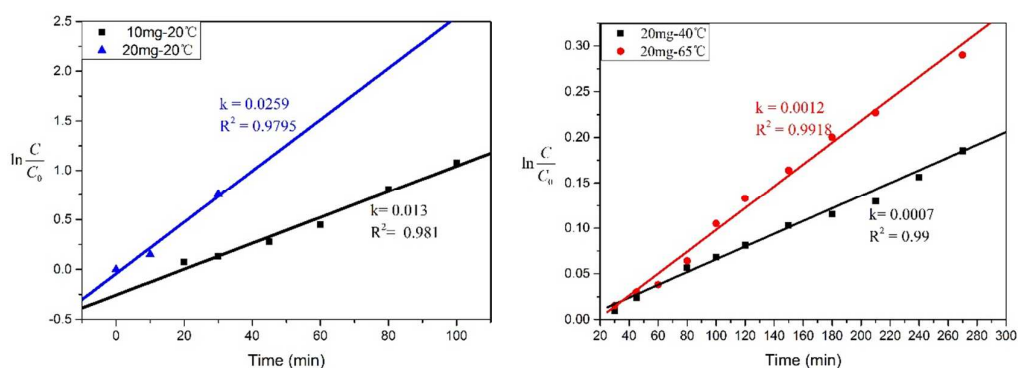 2.5
2.0
1.5
1.0
0.5
0.0
-0.5
ln C/C₀
10mg-20℃
20mg-20℃
k = 0.0259
R² = 0.9795
k= 0.013
R²= 0.981
0 20 40 60 80 100
Time (min)
0.30
0.25
0.20
0.15
0.10
0.05
0.00
ln C/C₀
20mg-40℃
20mg-65℃
k = 0.0012
R² = 0.9918
k= 0.0007
R² = 0.99
20 40 60 80 100 120 140 160 180 200 220 240 260 280 300
Time (min)